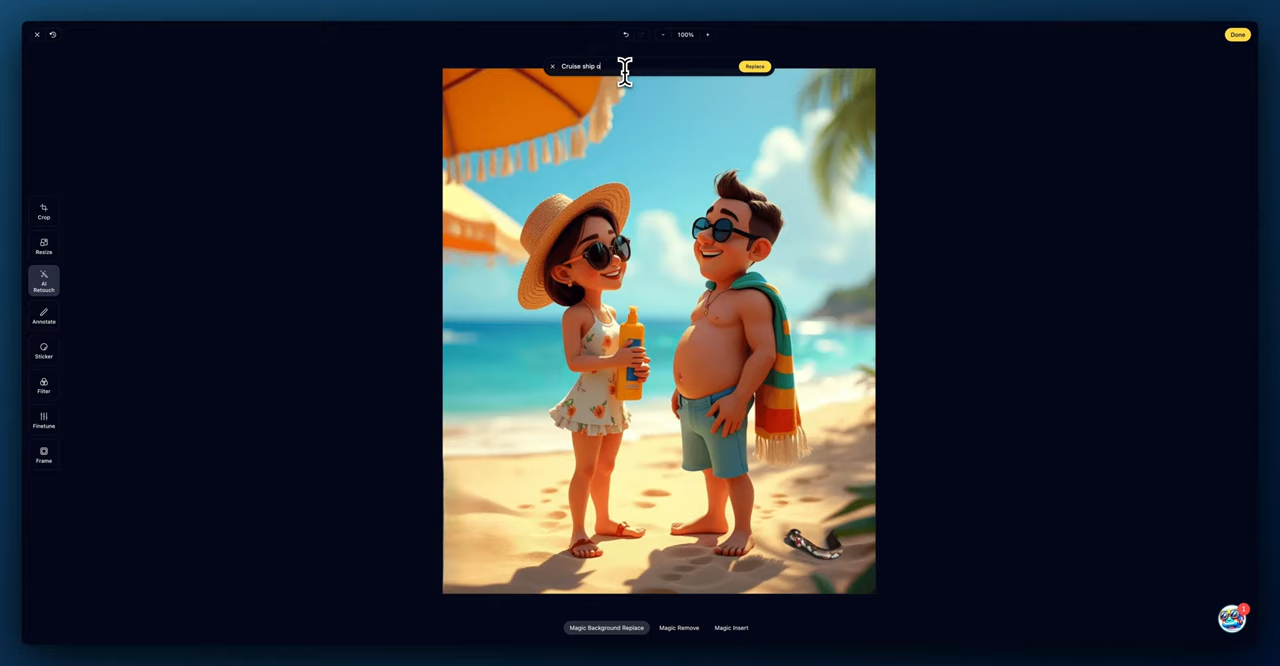 100%
Done
Cruise ship o
Replace
Crop
Resize
AI
Retouch
Annotate
Sticker
Filter
Finetune
Frame
Magic Background Replace
Magic Remove
Magic Insert
1